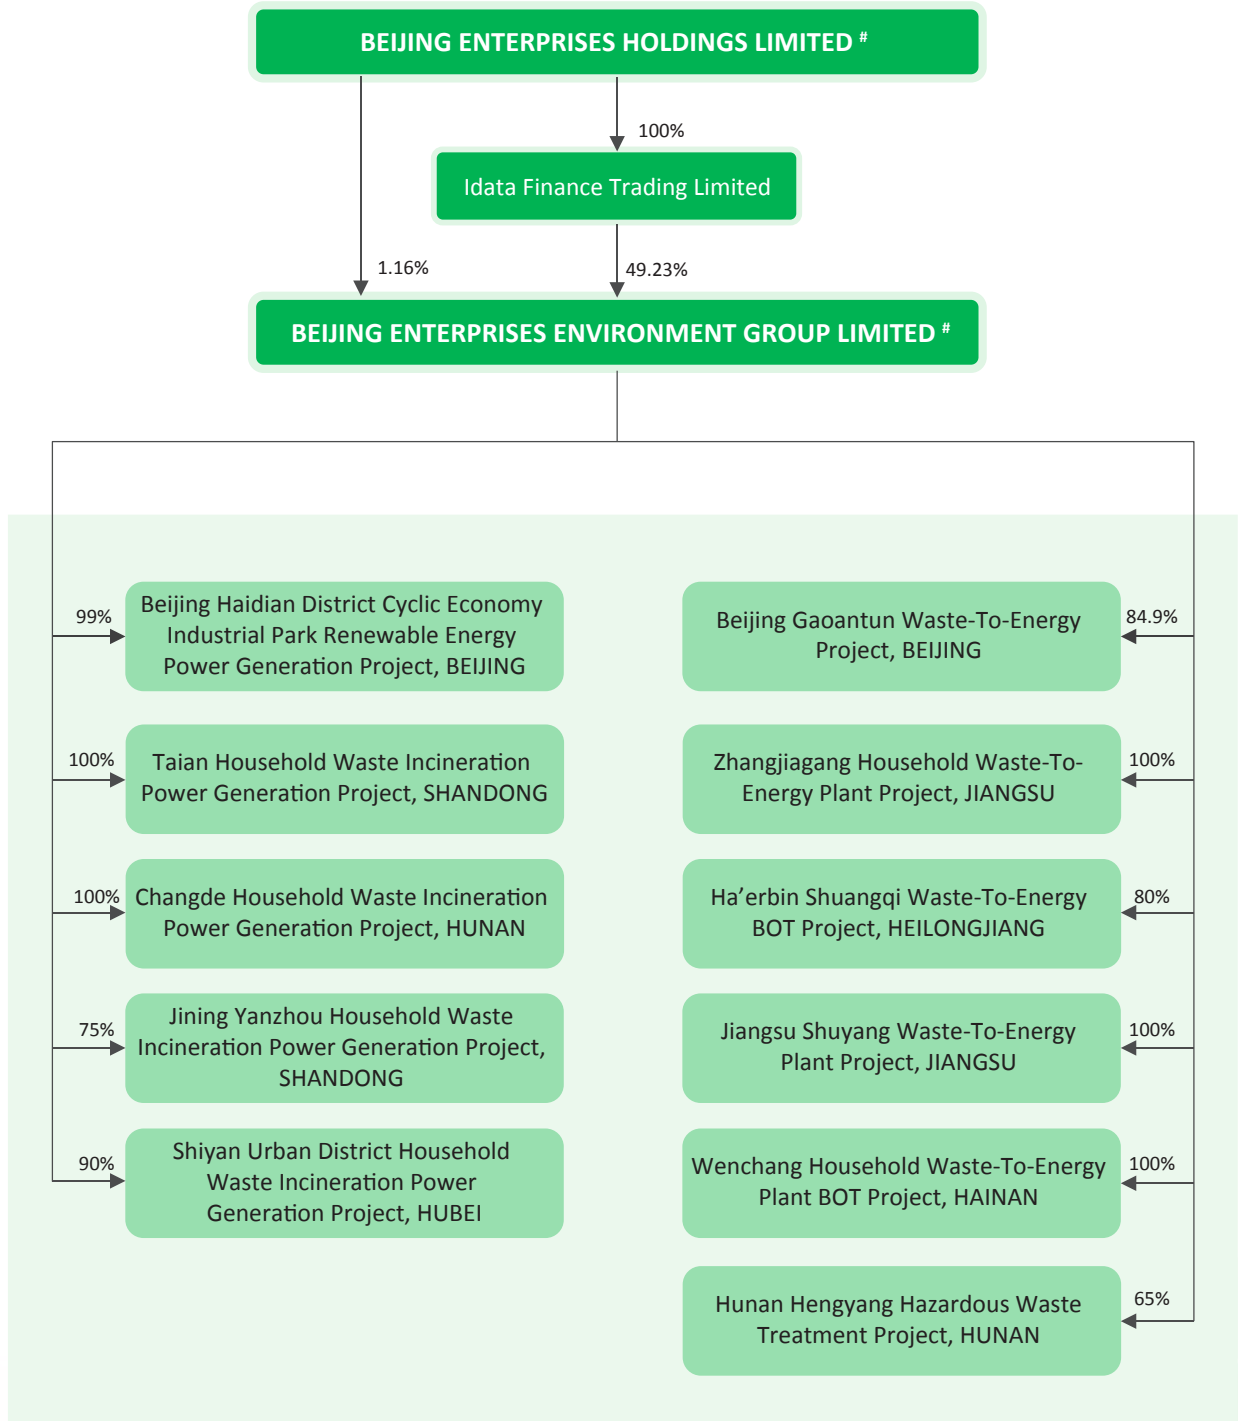 BEIJING ENTERPRISES HOLDINGS LIMITED #
100%
Idata Finance Trading Limited
1.16%
49.23%
BEIJING ENTERPRISES ENVIRONMENT GROUP LIMITED #
99%
Beijing Haidian District Cyclic Economy
Industrial Park Renewable Energy
Power Generation Project, BEIJING
100%
Taian Household Waste Incineration
Power Generation Project, SHANDONG
100%
Changde Household Waste Incineration
Power Generation Project, HUNAN
75%
Jining Yanzhou Household Waste
Incineration Power Generation Project,
SHANDONG
90%
Shiyan Urban District Household
Waste Incineration Power
Generation Project, HUBEI
Beijing Gaoantun Waste-To-Energy
Project, BEIJING
84.9%
Zhangjiagang Household Waste-To-
Energy Plant Project, JIANGSU
100%
Ha’erbin Shuangqi Waste-To-Energy
BOT Project, HEILONGJIANG
80%
Jiangsu Shuyang Waste-To-Energy
Plant Project, JIANGSU
100%
Wenchang Household Waste-To-Energy
Plant BOT Project, HAINAN
100%
Hunan Hengyang Hazardous Waste
Treatment Project, HUNAN
65%